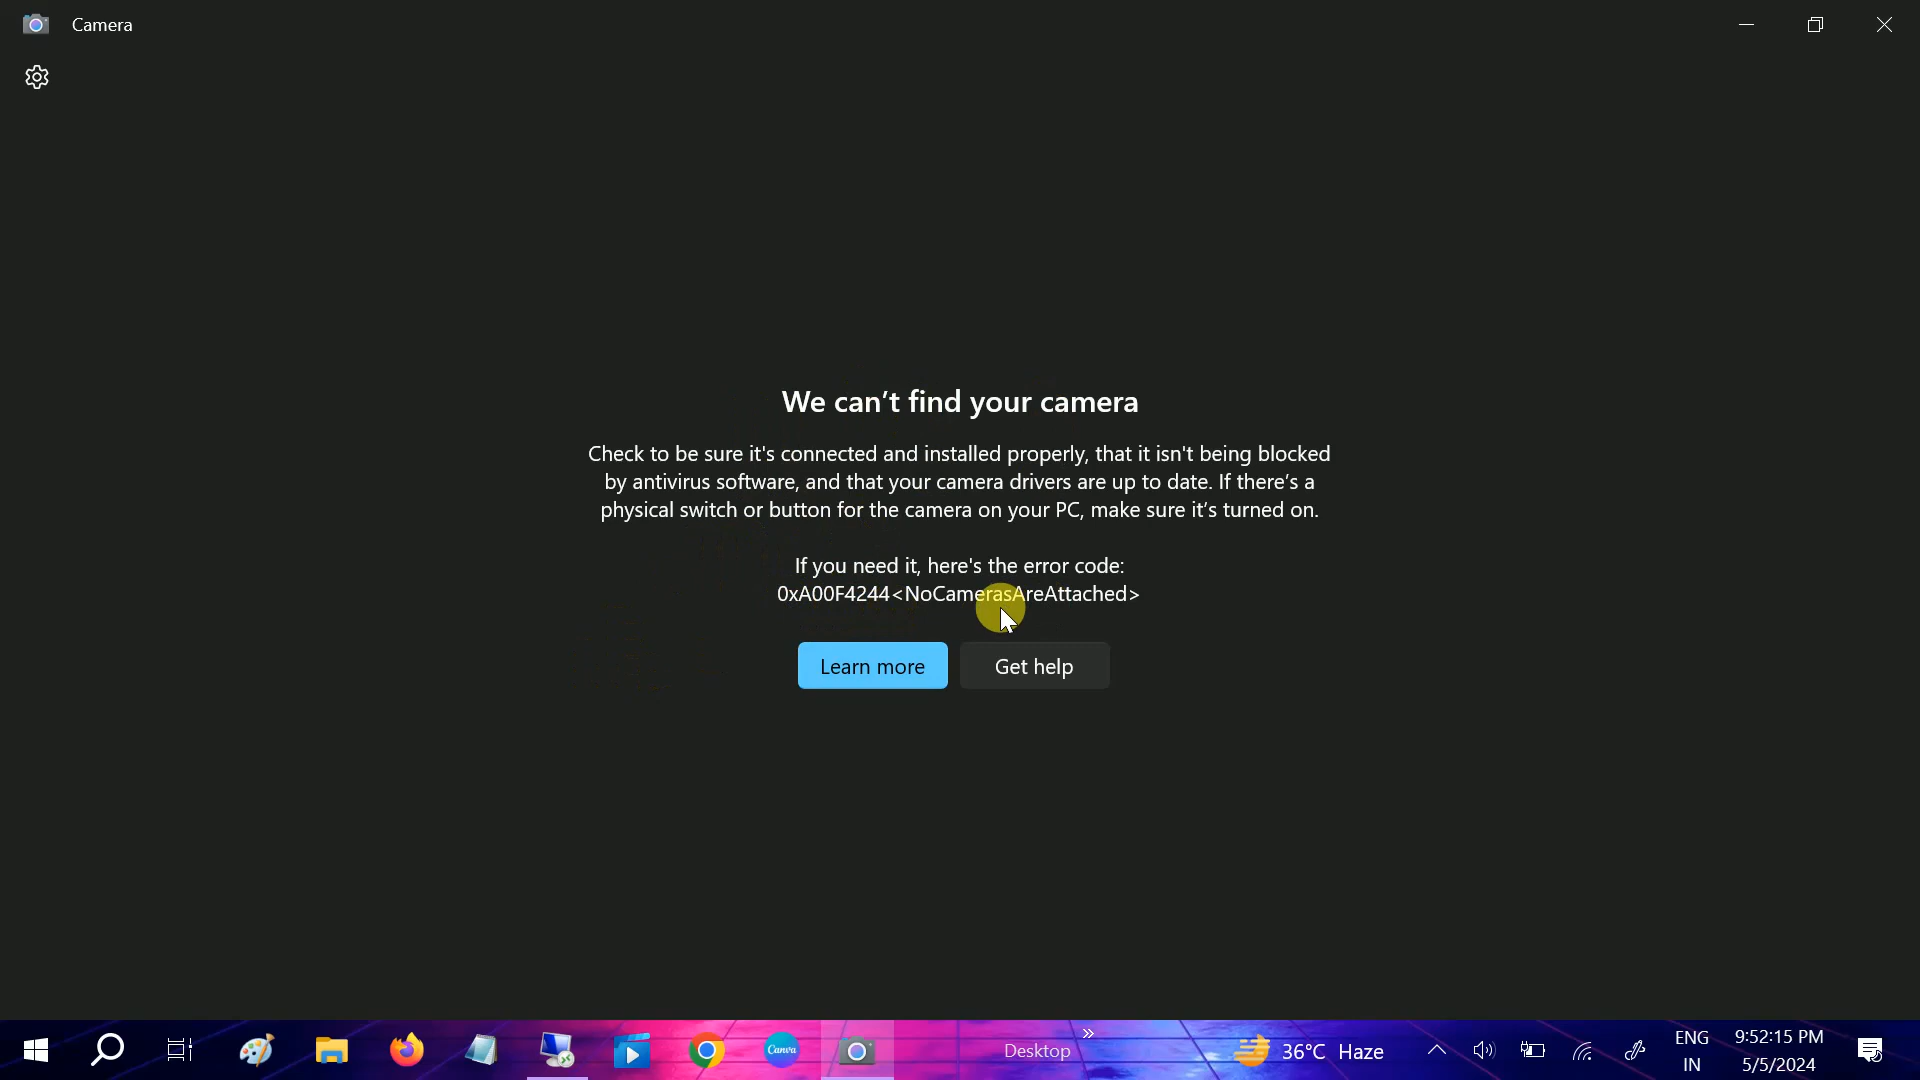 Camera
We can't find your camera
Check to be sure it's connected and installed properly, that it isn't being blocked
by antivirus software, and that your camera drivers are up to date. If there's a
physical switch or button for the camera on your PC, make sure it's turned on.
If you need it, here's the error code:
0xA00F4244<NoCamerasAreAttached>
Learn more
Get help
Canva
Desktop
»
36°C Haze
ENG
IN
9:52:15 PM
5/5/2024